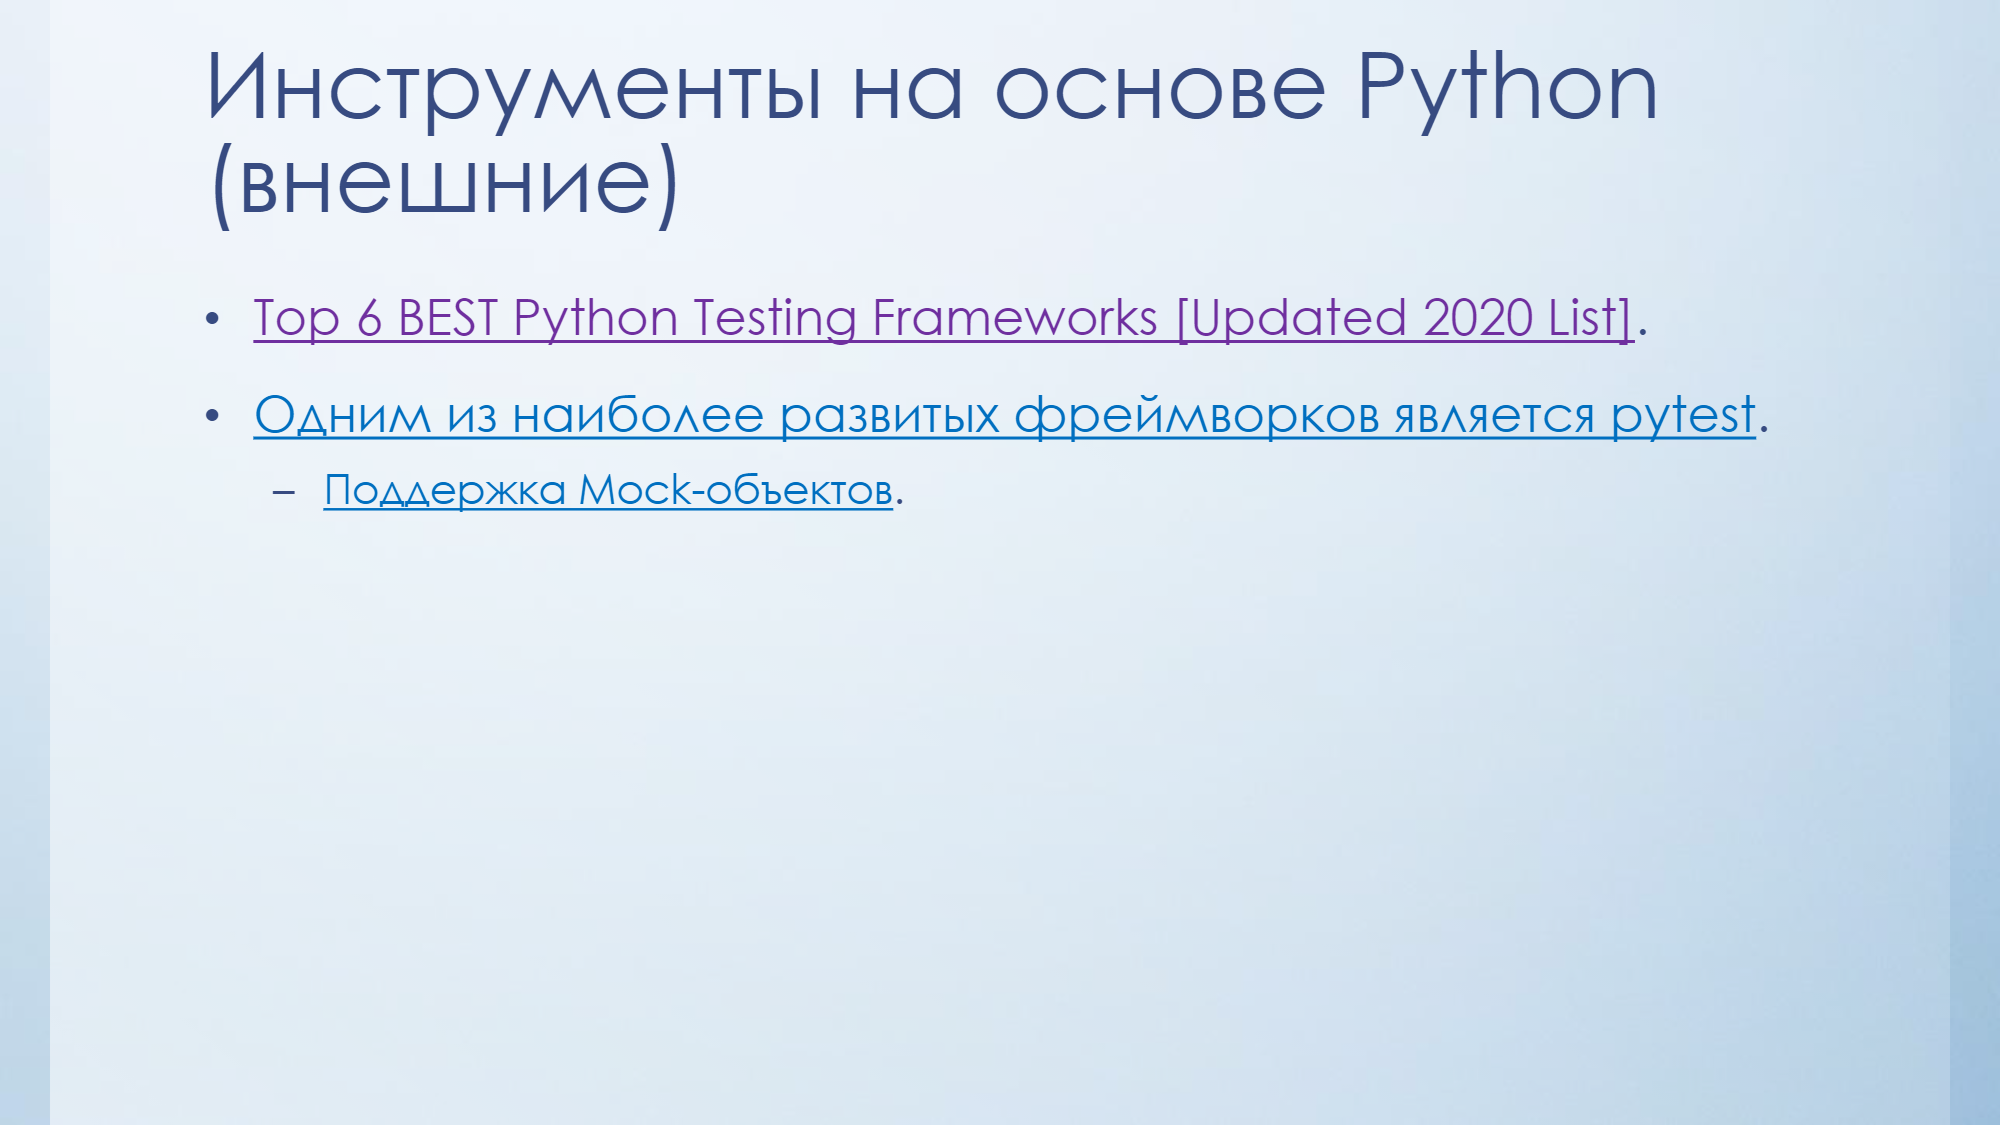 Инструменты на основе Python
(внешние)
• Top 6 BEST Python Testing Frameworks [Updated 2020 List].
• Одним из наиболее развитых фреймворков является pytest.
– Поддержка Mock-объектов.